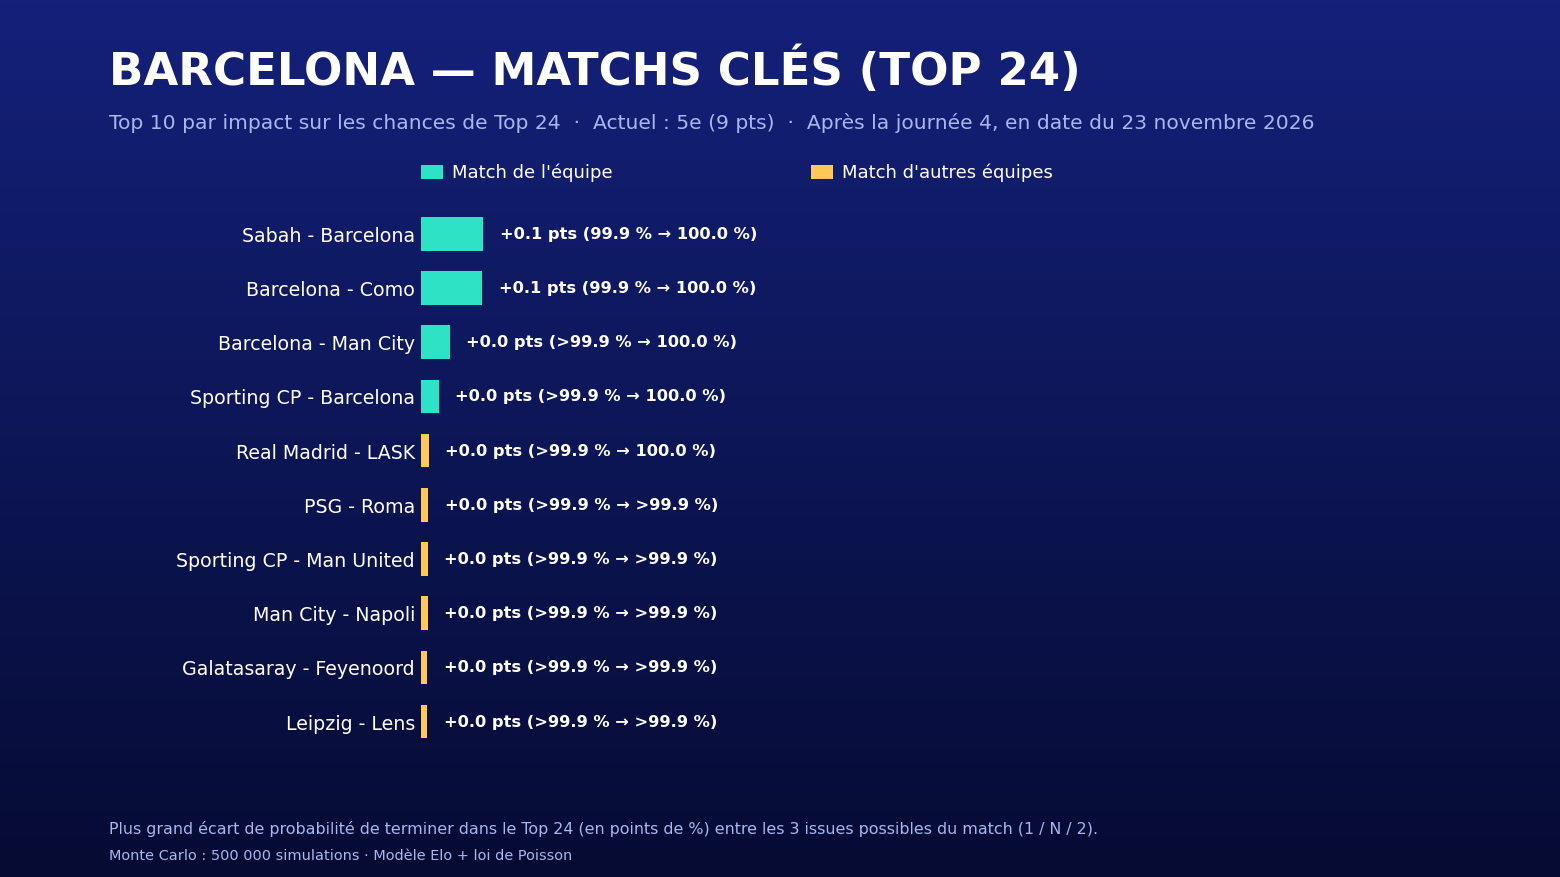 BARCELONA — MATCHS CLÉS (TOP 24)
Top 10 par impact sur les chances de Top 24 · Actuel : 5e (9 pts) · Après la journée 4, en date du 23 novembre 2026
Match de l'équipe Match d'autres équipes
Sabah - Barcelona +0.1 pts (99.9 % → 100.0 %)
Barcelona - Como +0.1 pts (99.9 % → 100.0 %)
Barcelona - Man City +0.0 pts (>99.9 % → 100.0 %)
Sporting CP - Barcelona +0.0 pts (>99.9 % → 100.0 %)
Real Madrid - LASK +0.0 pts (>99.9 % → 100.0 %)
PSG - Roma +0.0 pts (>99.9 % → >99.9 %)
Sporting CP - Man United +0.0 pts (>99.9 % → >99.9 %)
Man City - Napoli +0.0 pts (>99.9 % → >99.9 %)
Galatasaray - Feyenoord +0.0 pts (>99.9 % → >99.9 %)
Leipzig - Lens +0.0 pts (>99.9 % → >99.9 %)
Plus grand écart de probabilité de terminer dans le Top 24 (en points de %) entre les 3 issues possibles du match (1 / N / 2).
Monte Carlo : 500 000 simulations · Modèle Elo + loi de Poisson